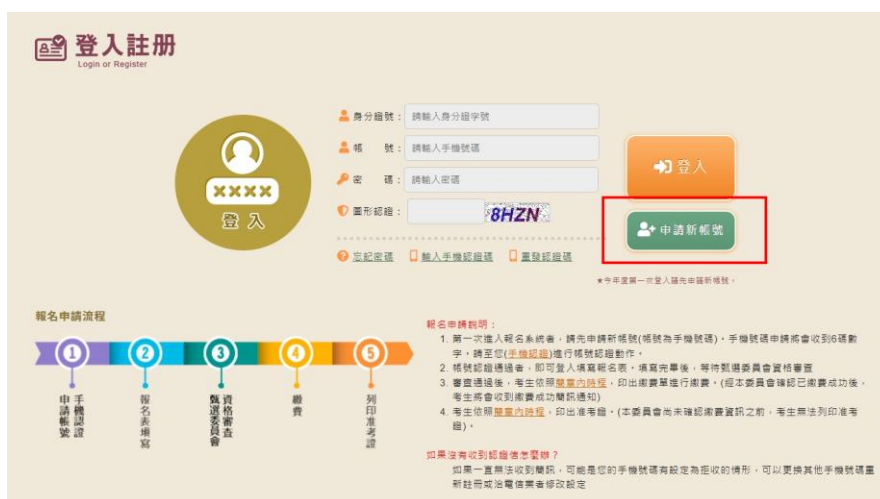 登入註冊
Login or Register
身分證號：
請輸入身分證字號
帳 號：
請輸入手機號碼
密 碼：
請輸入密碼
圖形認證：
8HZN
XXXX
登 入
登入
申請新帳號
忘記密碼
輸入手機認證碼
重發認證碼
★今年度第一次登入請先申請新帳號。
報名申請流程
1
2
3
4
5
手機認證
申請帳號
報名表填寫
資格審查
甄選委員會
繳費
列印准考證
報名申請說明：
1. 第一次進入報名系統者，請先申請新帳號(帳號為手機號碼)。手機號碼申請將會收到6碼數
字，請至您(手機認證)進行帳號認證動作。
2. 帳號認證通過者，即可登入填寫報名表。填寫完畢後，等待甄選委員會資格審查
3. 審查通過後，考生依照簡章內時程，印出繳費單進行繳費。(經本委員會確認已繳費成功後，
考生將會收到繳費成功簡訊通知)
4. 考生依照簡章內時程，印出准考證。(本委員會尚未確認繳費資訊之前，考生無法列印准考
證)。
如果沒有收到認證信怎麼辦？
如果一直無法收到簡訊，可能是您的手機號碼有設定為拒收的情形，可以更換其他手機號碼重
新註冊或洽電信業者修改設定